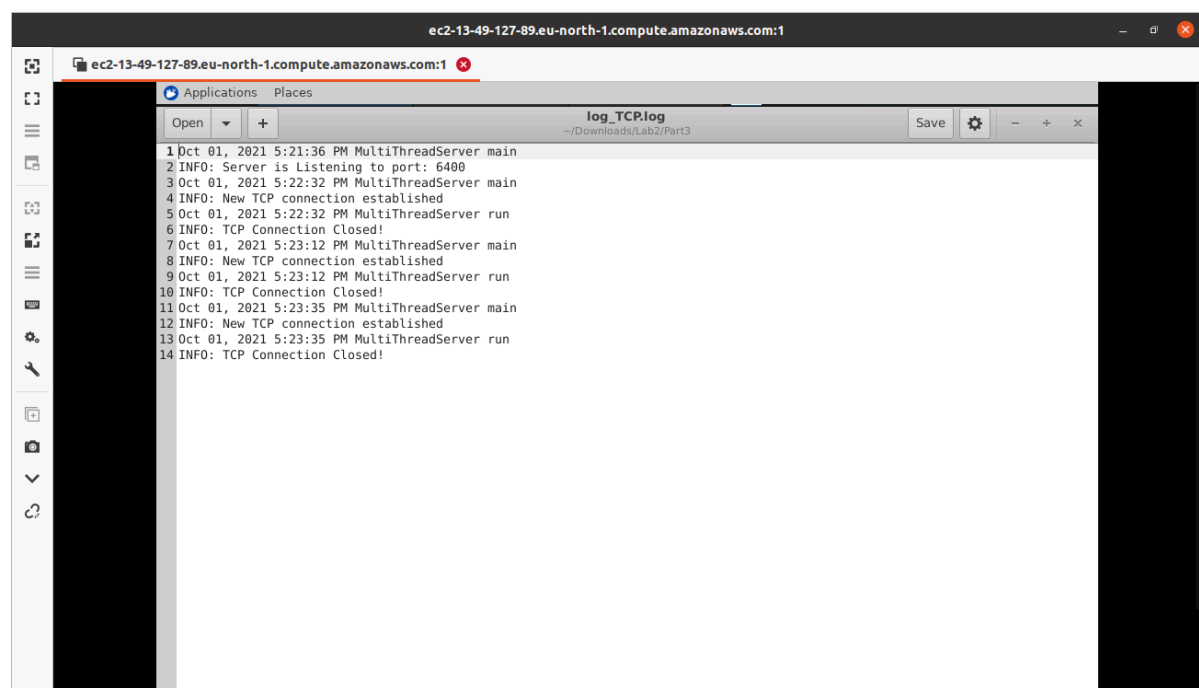 ec2-13-49-127-89.eu-north-1.compute.amazonaws.com:1
ec2-13-49-127-89.eu-north-1.compute.amazonaws.com:1
Applications Places
Open + log_TCP.log Save
~/Downloads/Lab2/Part3
1 Oct 01, 2021 5:21:36 PM MultiThreadServer main
2 INFO: Server is Listening to port: 6400
3 Oct 01, 2021 5:22:32 PM MultiThreadServer main
4 INFO: New TCP connection established
5 Oct 01, 2021 5:22:32 PM MultiThreadServer run
6 INFO: TCP Connection Closed!
7 Oct 01, 2021 5:23:12 PM MultiThreadServer main
8 INFO: New TCP connection established
9 Oct 01, 2021 5:23:12 PM MultiThreadServer run
10 INFO: TCP Connection Closed!
11 Oct 01, 2021 5:23:35 PM MultiThreadServer main
12 INFO: New TCP connection established
13 Oct 01, 2021 5:23:35 PM MultiThreadServer run
14 INFO: TCP Connection Closed!